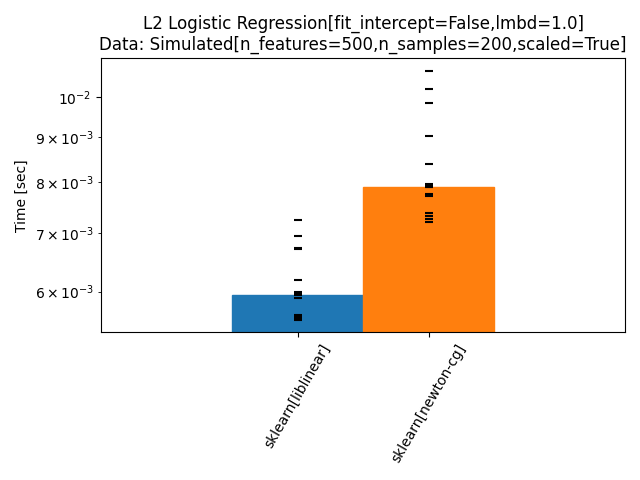 L2 Logistic Regression[fit_intercept=False,lmbd=1.0]
Data: Simulated[n_features=500,n_samples=200,scaled=True]
Time [sec]
10⁻²
9 × 10⁻³
8 × 10⁻³
7 × 10⁻³
6 × 10⁻³
sklearn[liblinear]
sklearn[newton-cg]